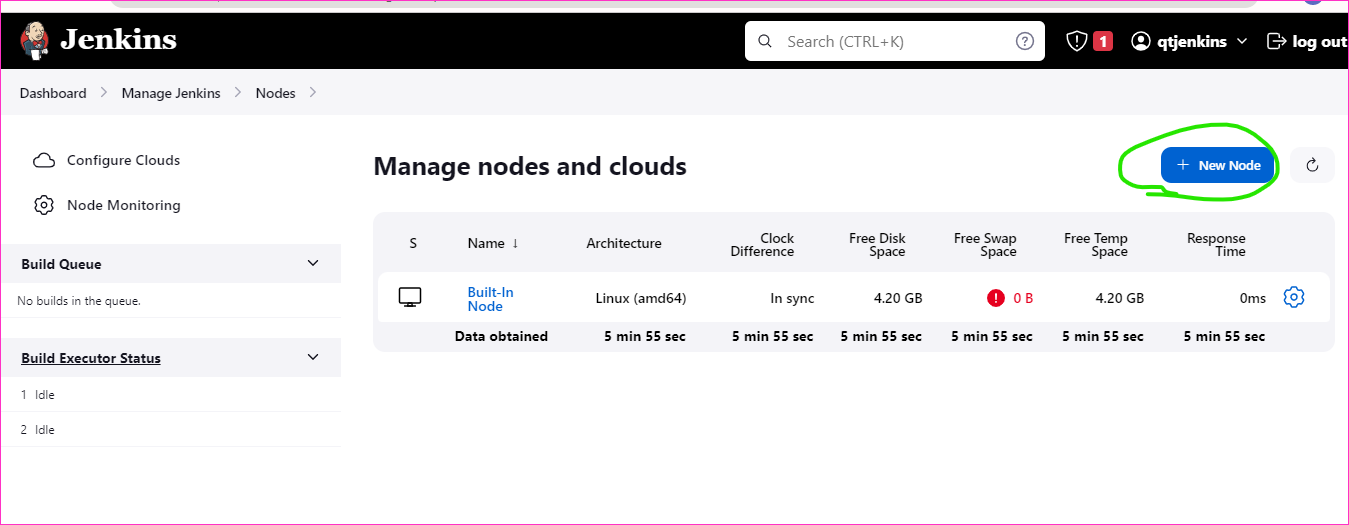 Jenkins
Search (CTRL+K)
1
qtjenkins
log out
Dashboard
Manage Jenkins
Nodes
Configure Clouds
Node Monitoring
Build Queue
No builds in the queue.
Build Executor Status
1 Idle
2 Idle
Manage nodes and clouds
+ New Node
S Name ↓ Architecture Clock Difference Free Disk Space Free Swap Space Free Temp Space Response Time
Built-In Node Linux (amd64) In sync 4.20 GB 0 B 4.20 GB 0ms
Data obtained 5 min 55 sec 5 min 55 sec 5 min 55 sec 5 min 55 sec 5 min 55 sec 5 min 55 sec